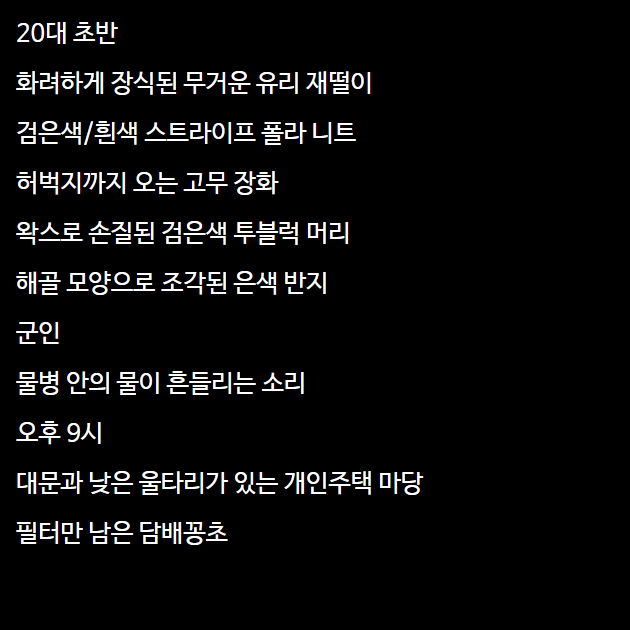 20대 초반
화려하게 장식된 무거운 유리 재떨이
검은색/흰색 스트라이프 폴라 니트
허벅지까지 오는 고무 장화
왁스로 손질된 검은색 투블럭 머리
해골 모양으로 조각된 은색 반지
군인
물병 안의 물이 흔들리는 소리
오후 9시
대문과 낮은 울타리가 있는 개인주택 마당
필터만 남은 담배꽁초